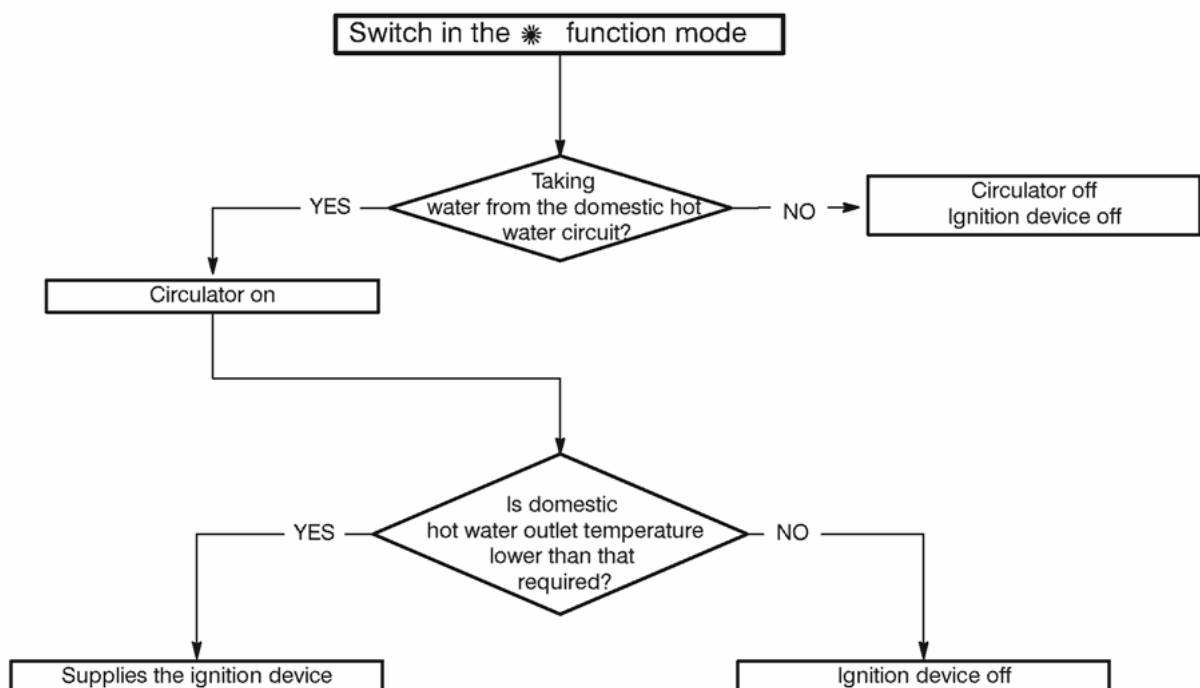 Switch in the ☀ function mode
Taking
water from the domestic hot
water circuit?
YES
NO
Circulator off
Ignition device off
Circulator on
Is domestic
hot water outlet temperature
lower than that
required?
YES
NO
Supplies the ignition device
Ignition device off